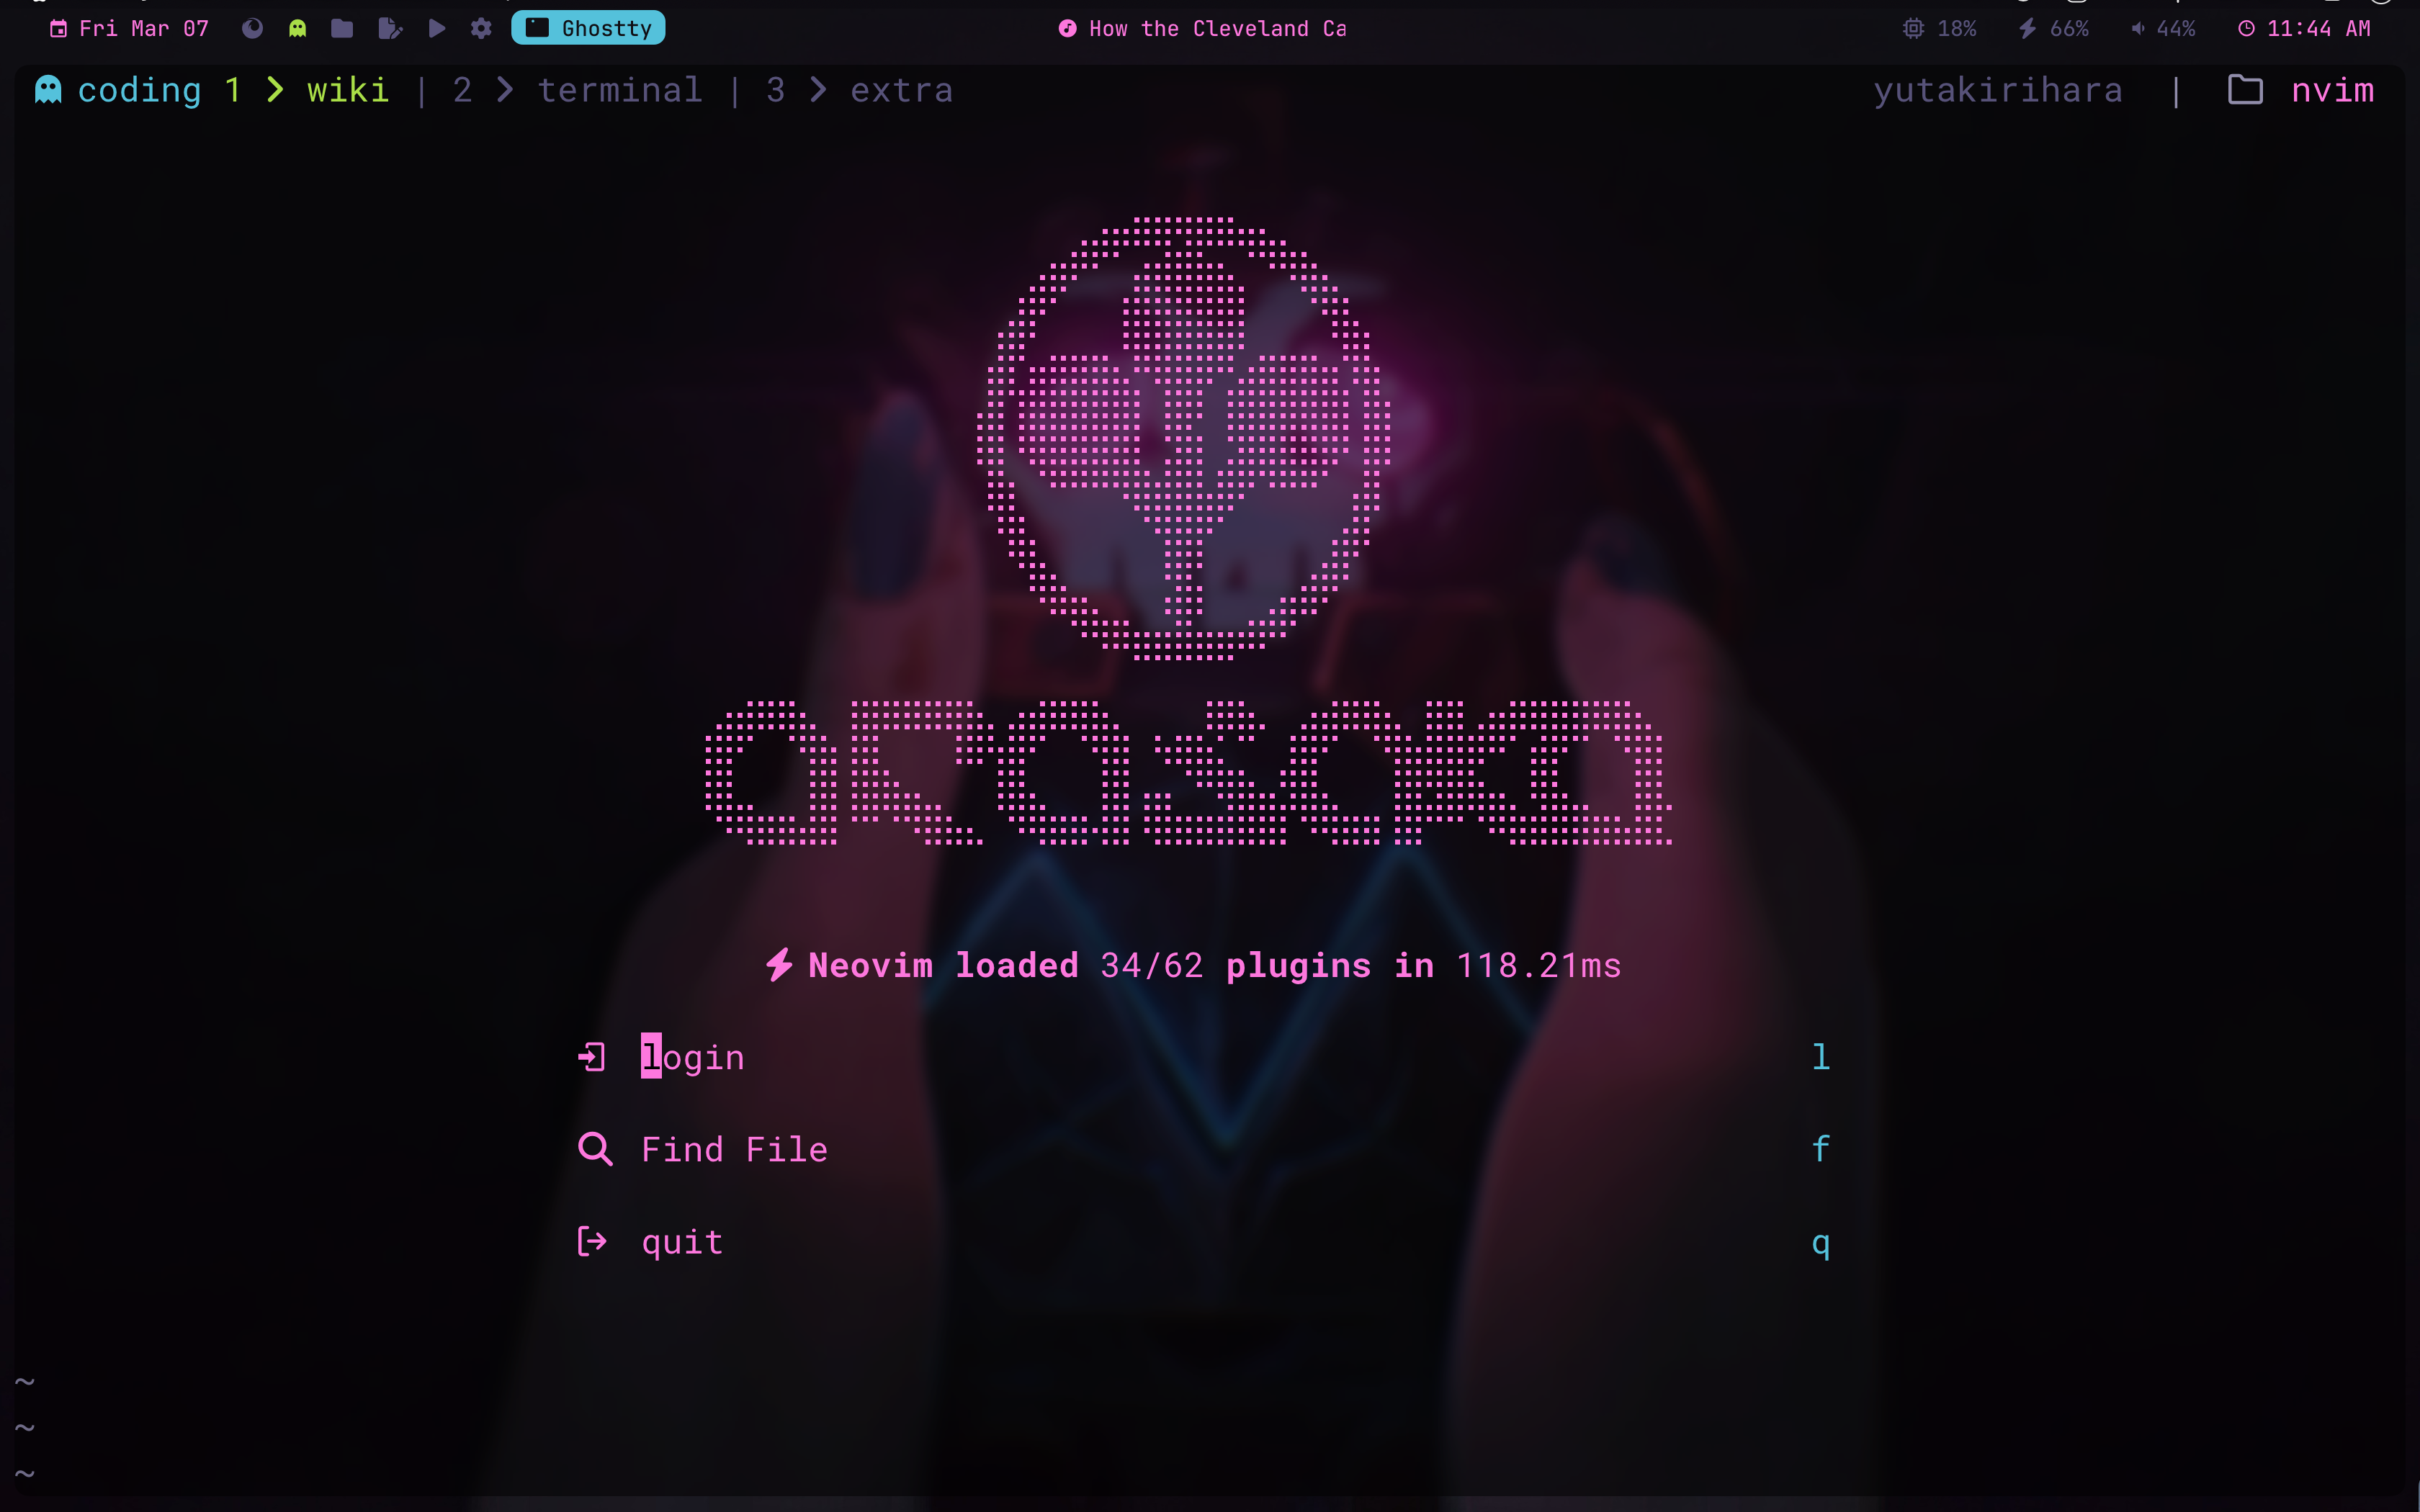 Fri Mar 07 Ghostty How the Cleveland Ca 18% 66% 44% 11:44 AM
coding 1 > wiki | 2 > terminal | 3 > extra yutakirihara | nvim
Neovim loaded 34/62 plugins in 118.21ms
login l
Find File f
quit q
~
~
~